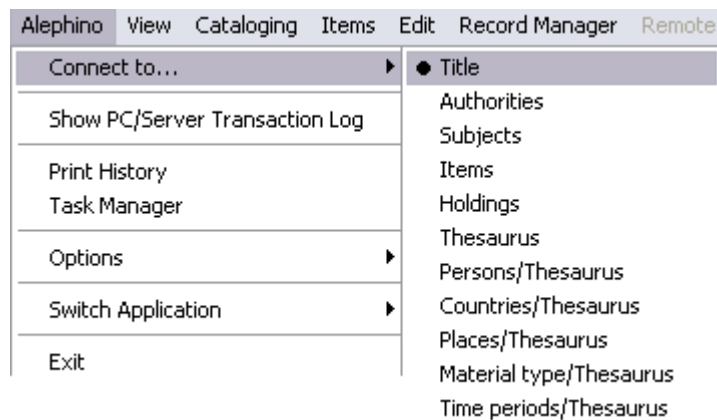 Alephino View Cataloging Items Edit Record Manager Remote
Connect to...
Show PC/Server Transaction Log
Print History
Task Manager
Options
Switch Application
Exit
Title
Authorities
Subjects
Items
Holdings
Thesaurus
Persons/Thesaurus
Countries/Thesaurus
Places/Thesaurus
Material type/Thesaurus
Time periods/Thesaurus